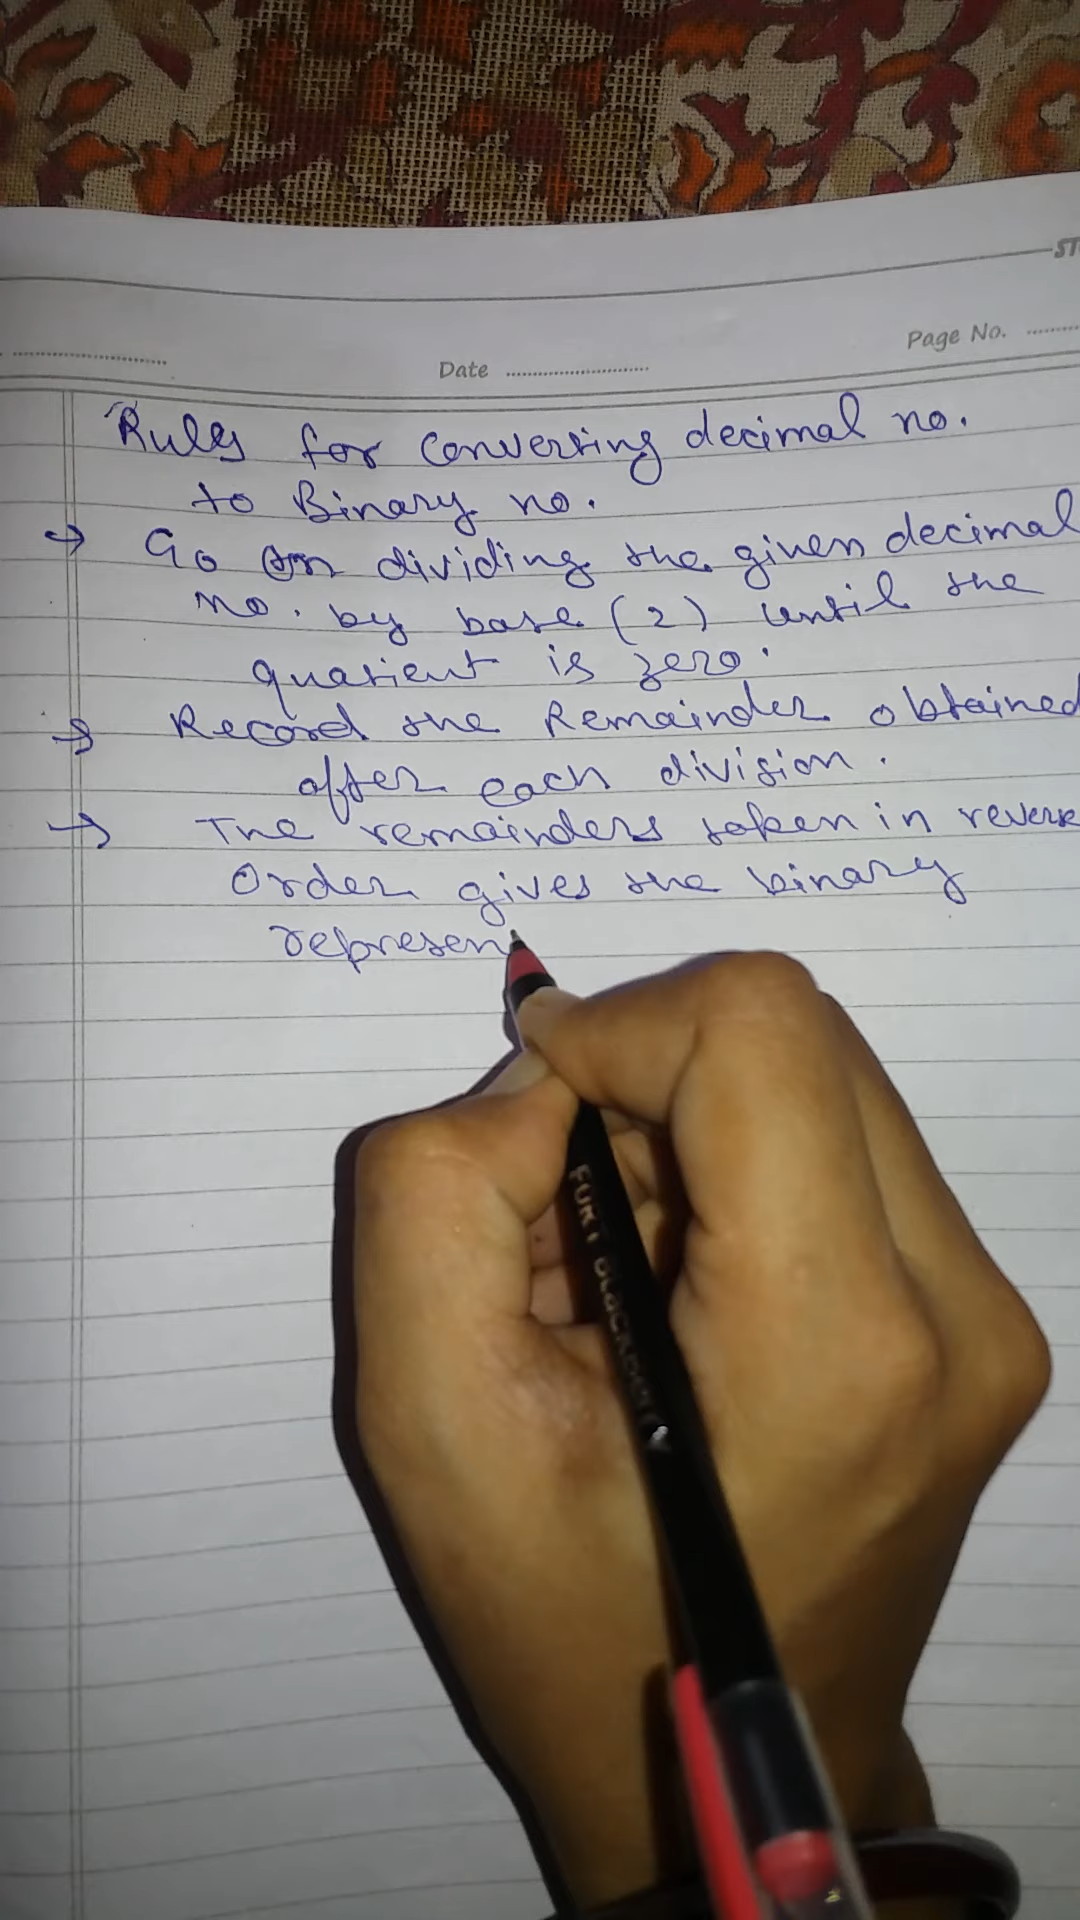 ST
Page No.
Date
Rules for Converting decimal no.
to Binary no.
→ Go on dividing the given decimal
no. by base (2) until the
quatient is zero.
→ Record the Remainder obtained
after each division.
→ The remainders taken in reverse
Order gives the binary
represen